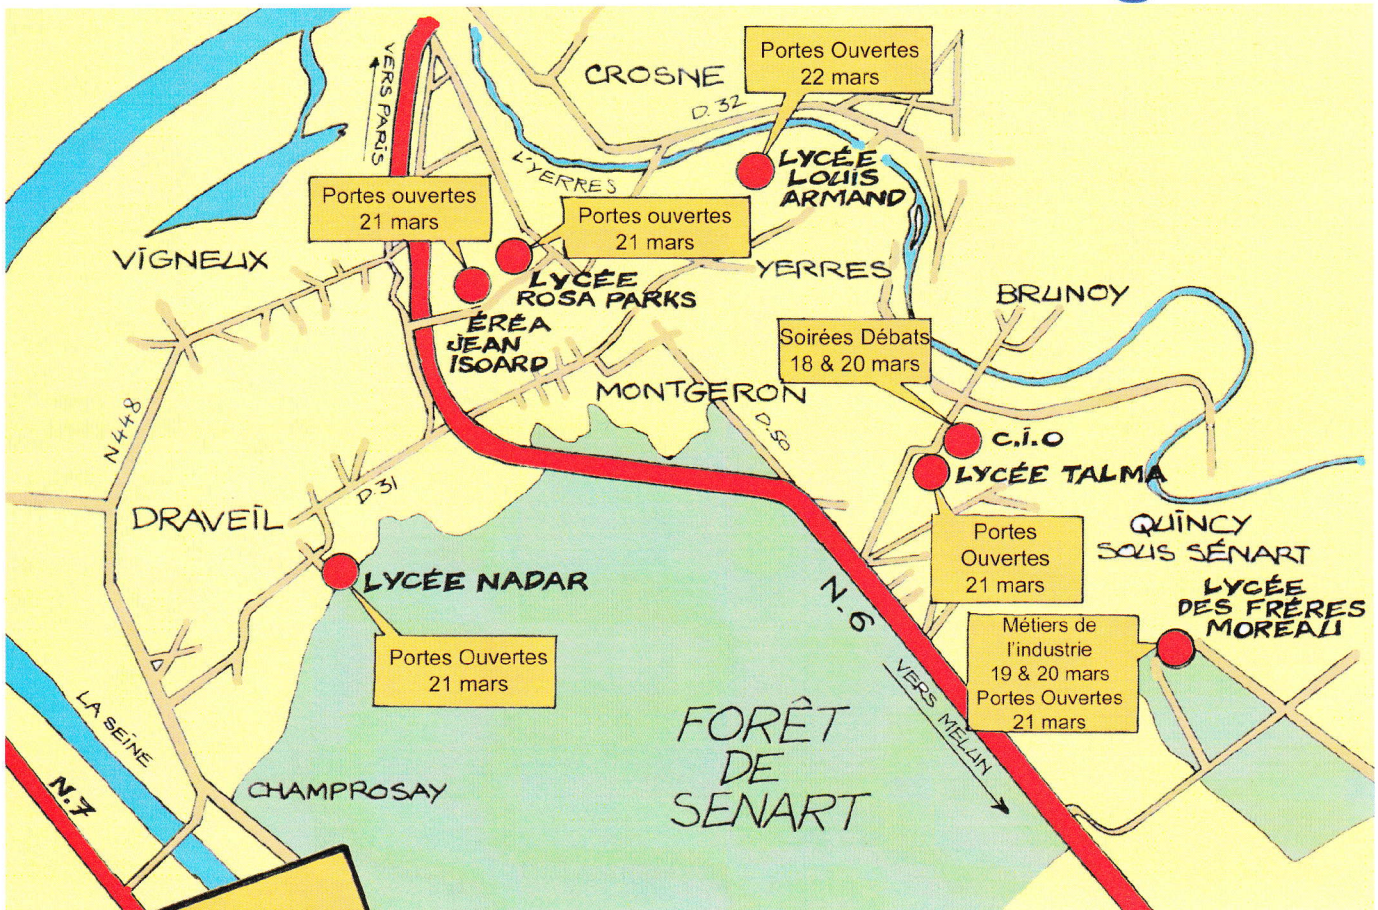 Portes Ouvertes
22 mars
CROSNE
VERS PARIS
D.32
L'YERRES
LYCÉE
LOUIS
ARMAND
Portes ouvertes
21 mars
Portes ouvertes
21 mars
VIGNEUX
LYCÉE
ROSA PARKS
YERRES
BRUNOY
ÉRÉA
JEAN
ISOARD
Soirées Débats
18 & 20 mars
MONTGERON
N448
D.50
C.I.O
LYCÉE TALMA
D.31
DRAVEIL
QUINCY
SOUS SÉNART
Portes
Ouvertes
21 mars
LYCÉE NADAR
LYCÉE
DES FRÉRES
MOREAU
N.6
Métiers de
l'industrie
19 & 20 mars
Portes Ouvertes
21 mars
Portes Ouvertes
21 mars
VERS MELUN
LA SEINE
FORÊT
DE
SENART
N.7
CHAMPROSAY